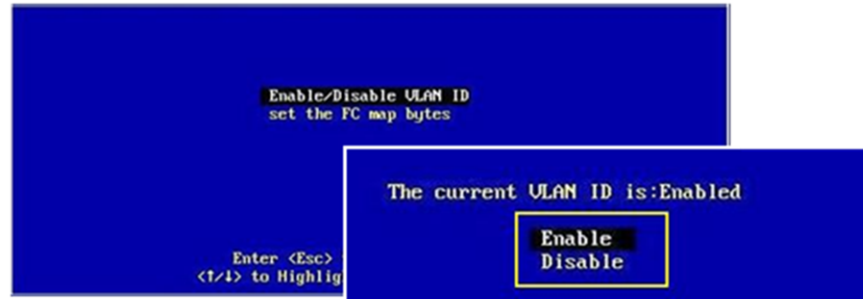 Enable/Disable VLAN ID
set the FC map bytes
The current VLAN ID is:Enabled
Enable
Disable
Enter <Esc>
<↑/↓> to Highlig